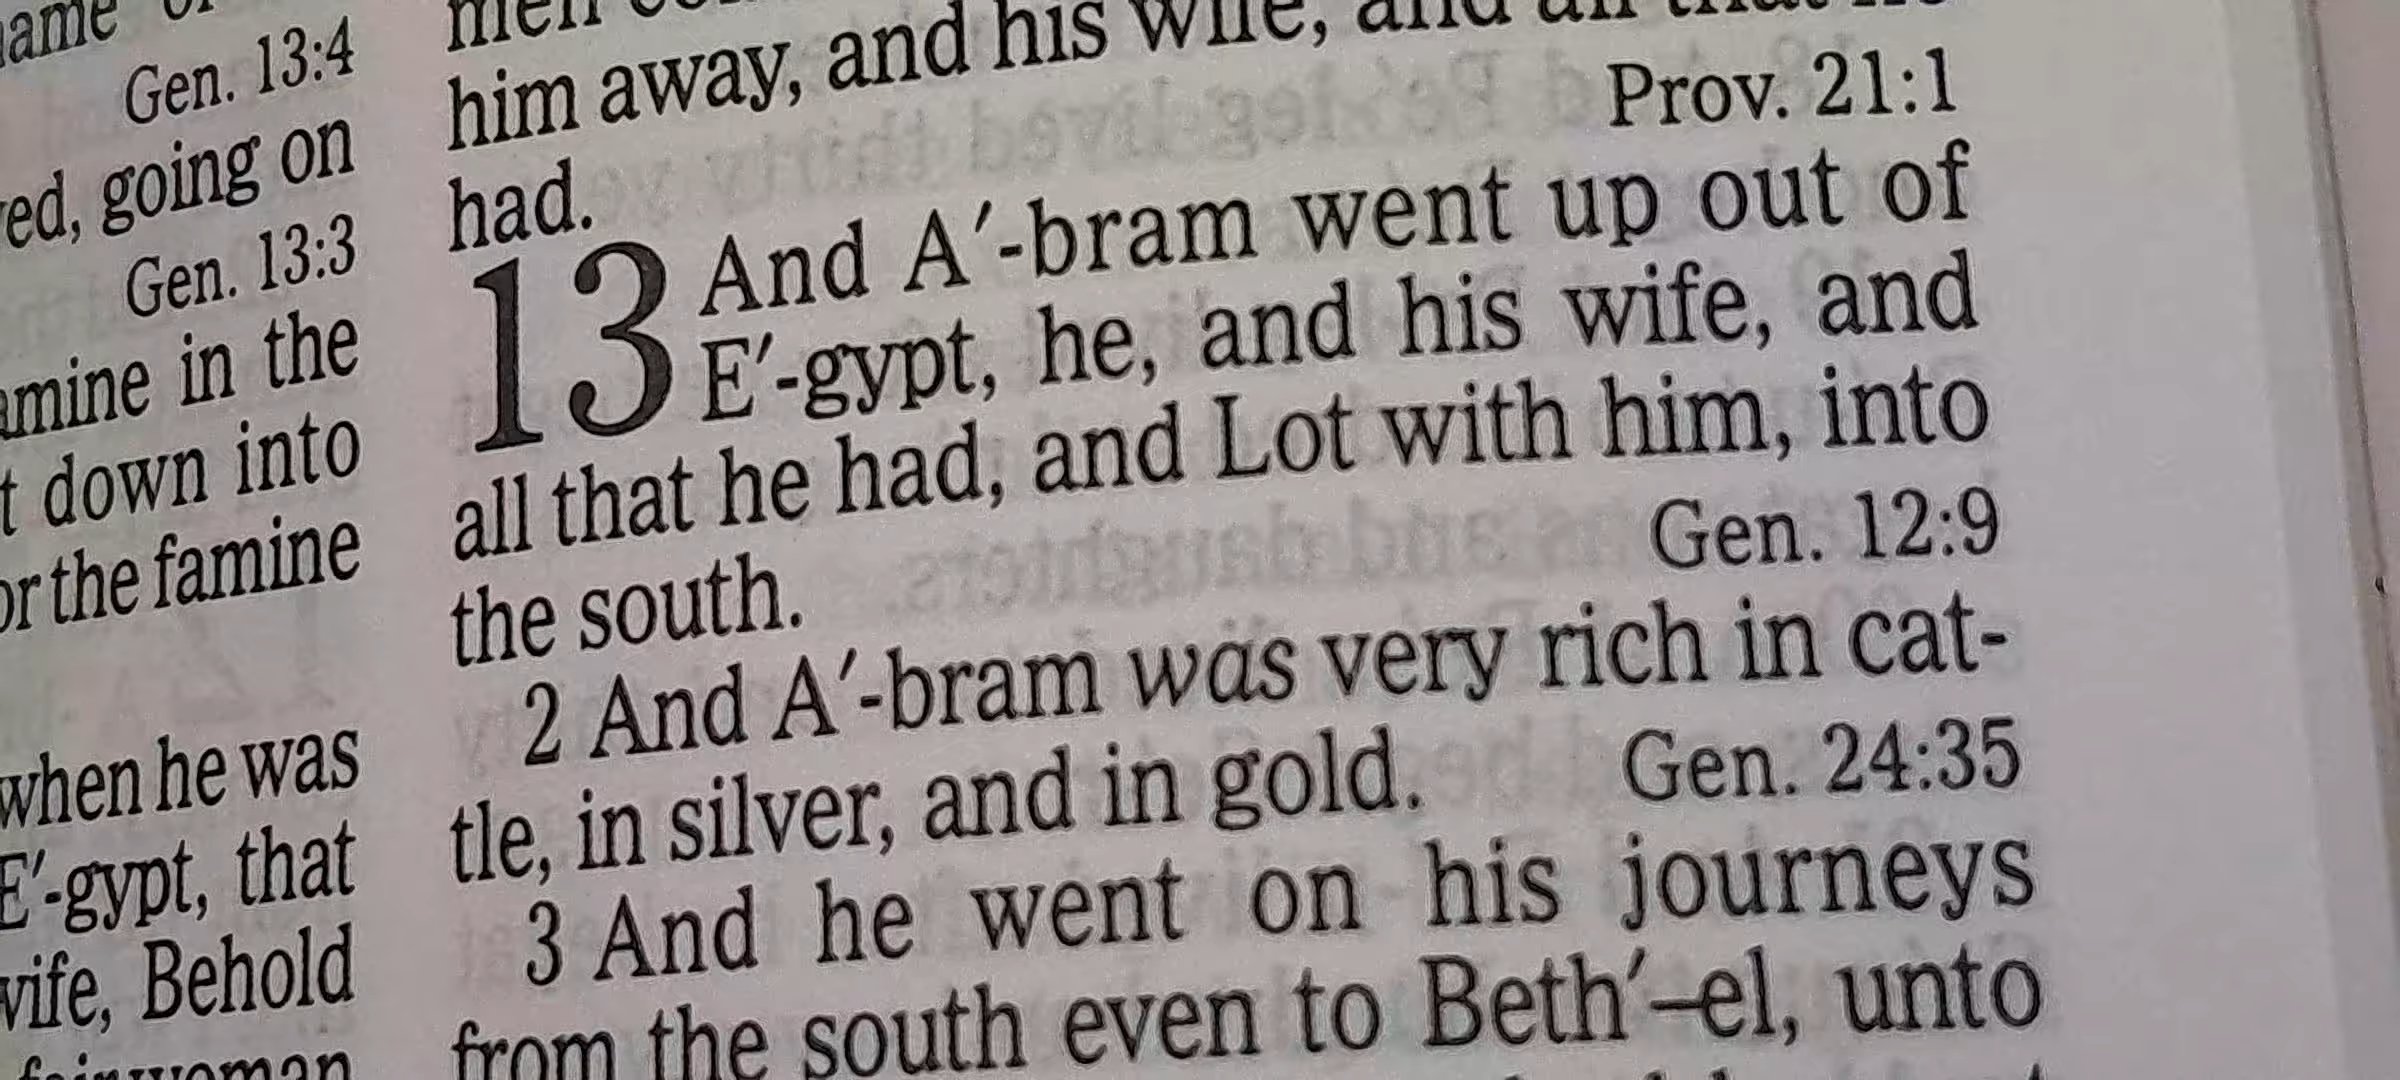 Gen. 13:4
going on
Gen. 13:3
in the
down into
the famine
when he was
E′-gypt, that
Behold
him away, and his wife, and all that he
Prov. 21:1
had.
13 And A′-bram went up out of
E′-gypt, he, and his wife, and
all that he had, and Lot with him, into
Gen. 12:9
the south.
2 And A′-bram was very rich in cat-
tle, in silver, and in gold. Gen. 24:35
3 And he went on his journeys
from the south even to Beth′–el, unto